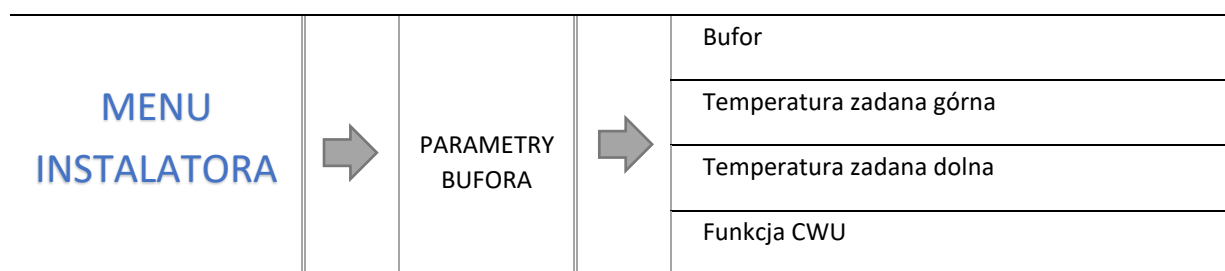 MENU
INSTALATORA
PARAMETRY
BUFORA
Bufor
Temperatura zadana górna
Temperatura zadana dolna
Funkcja CWU